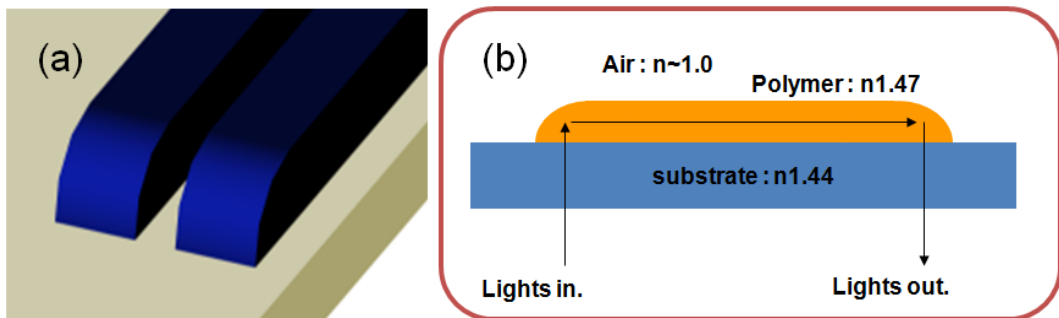 (a)
(b)
Air : n~1.0
Polymer : n1.47
substrate : n1.44
Lights in.
Lights out.